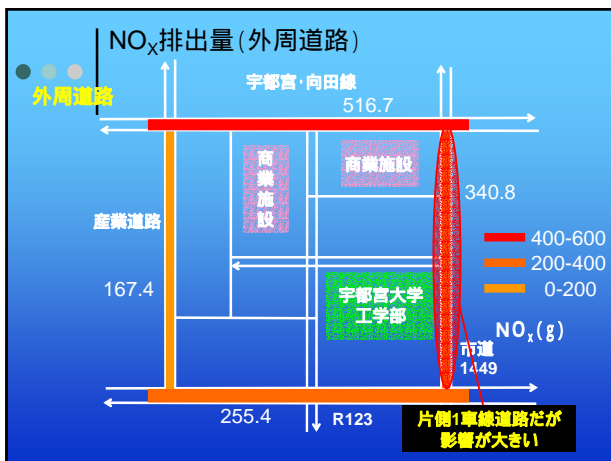 NOX排出量(外周道路)
外周道路
宇都宮・向田線
516.7
商業施設
商業施設
340.8
産業道路
400-600
200-400
0-200
167.4
宇都宮大学
工学部
NOx(g)
市道
1449
255.4
R123
片側1車線道路だが
影響が大きい